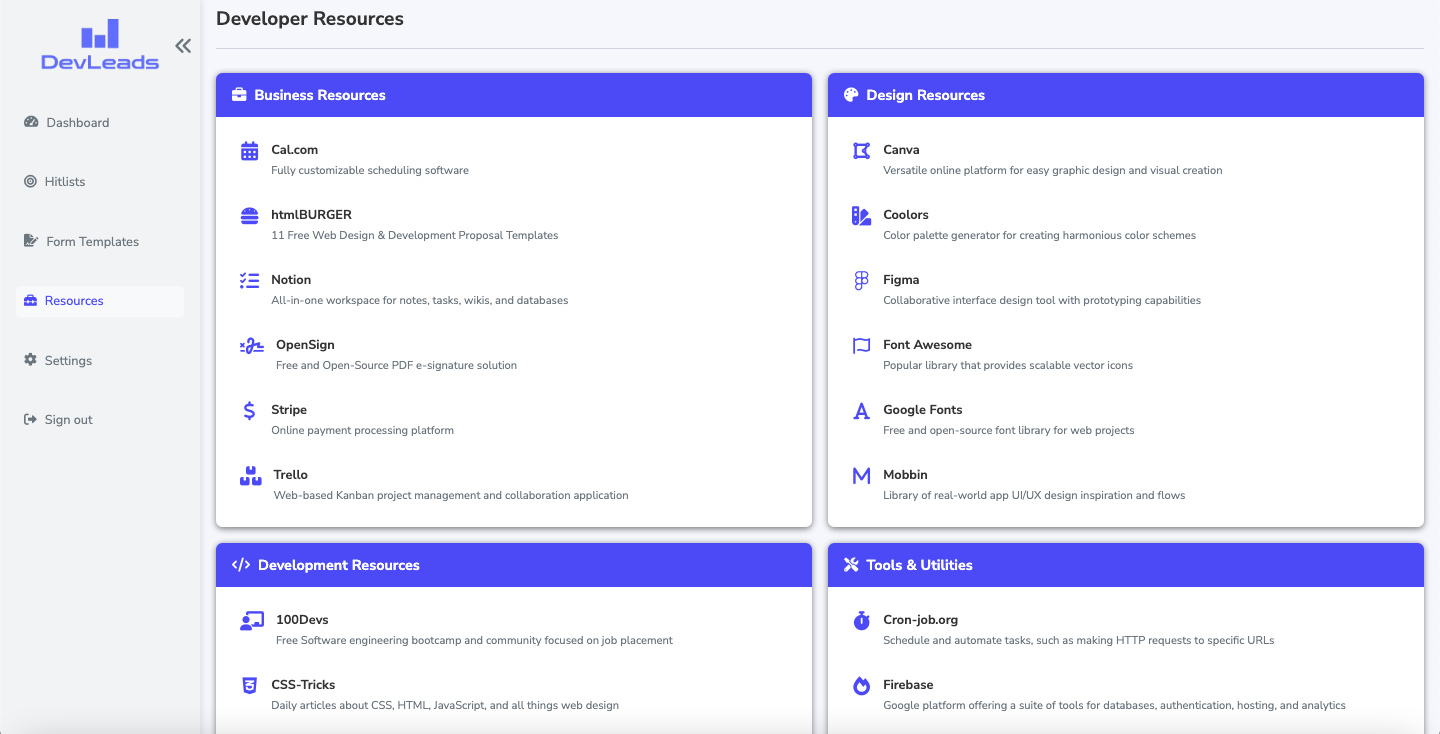 DevLeads
Dashboard
Hitlists
Form Templates
Resources
Settings
Sign out
Developer Resources
Business Resources
Cal.com
Fully customizable scheduling software
htmlBURGER
11 Free Web Design & Development Proposal Templates
Notion
All-in-one workspace for notes, tasks, wikis, and databases
OpenSign
Free and Open-Source PDF e-signature solution
Stripe
Online payment processing platform
Trello
Web-based Kanban project management and collaboration application
Design Resources
Canva
Versatile online platform for easy graphic design and visual creation
Coolors
Color palette generator for creating harmonious color schemes
Figma
Collaborative interface design tool with prototyping capabilities
Font Awesome
Popular library that provides scalable vector icons
Google Fonts
Free and open-source font library for web projects
Mobbin
Library of real-world app UI/UX design inspiration and flows
Development Resources
100Devs
Free Software engineering bootcamp and community focused on job placement
CSS-Tricks
Daily articles about CSS, HTML, JavaScript, and all things web design
Tools & Utilities
Cron-job.org
Schedule and automate tasks, such as making HTTP requests to specific URLs
Firebase
Google platform offering a suite of tools for databases, authentication, hosting, and analytics